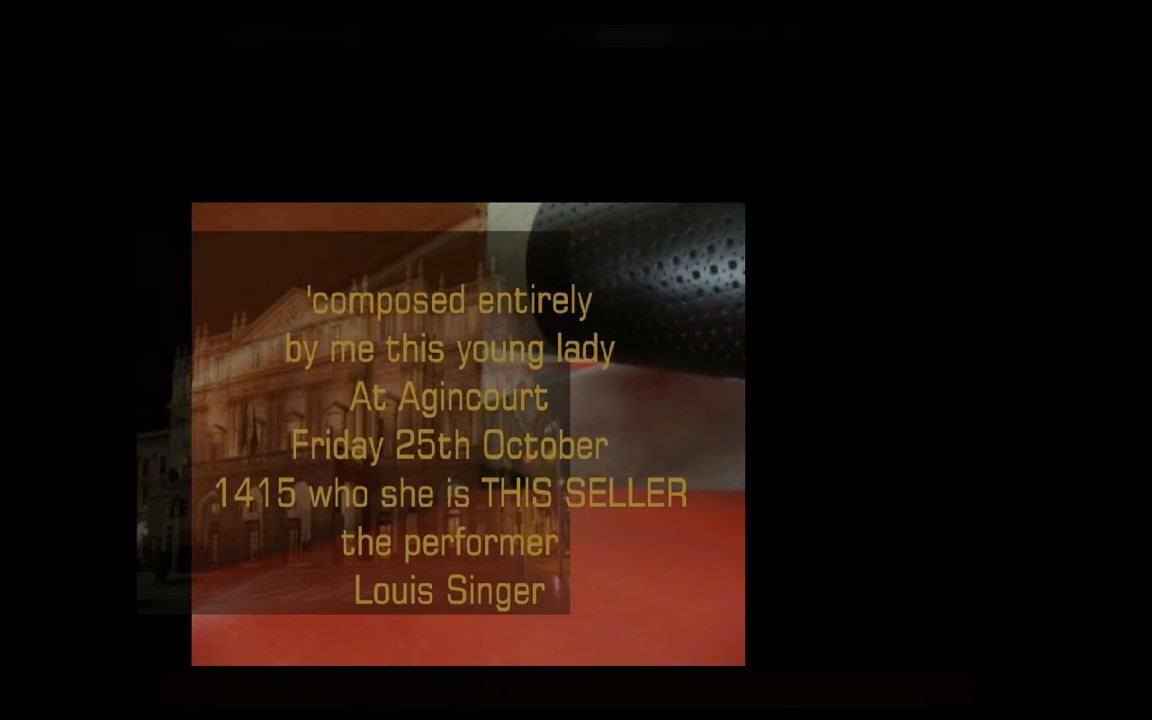 'composed entirely
by me this young lady
At Agincourt
Friday 25th October
1415 who she is THIS SELLER
the performer
Louis Singer